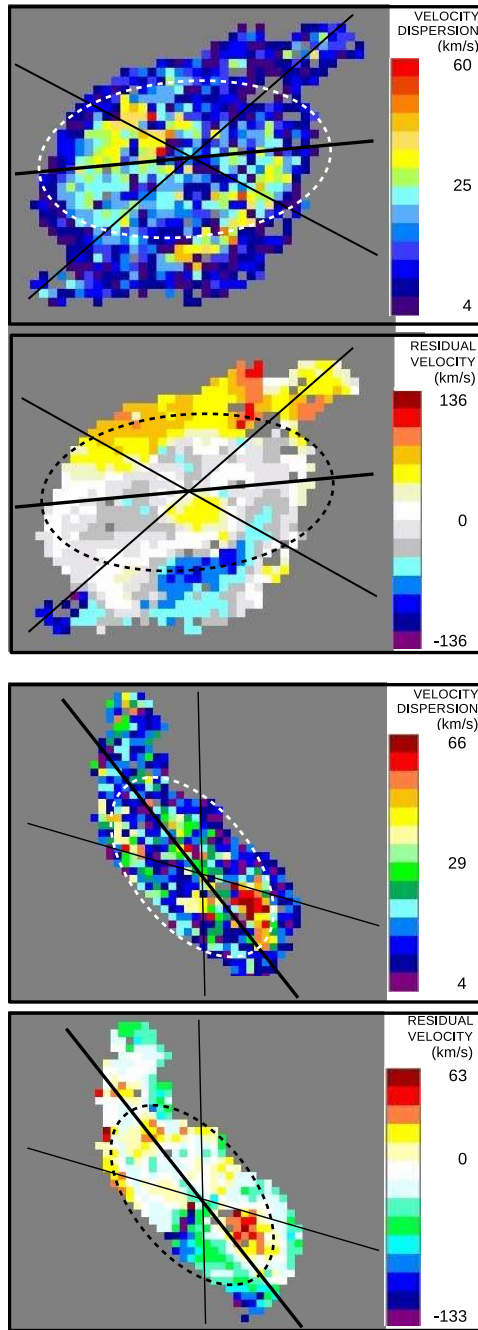 VELOCITY
DISPERSION
(km/s)
60
25
4
RESIDUAL
VELOCITY
(km/s)
136
0
-136
VELOCITY
DISPERSION
(km/s)
66
29
4
RESIDUAL
VELOCITY
(km/s)
63
0
-133